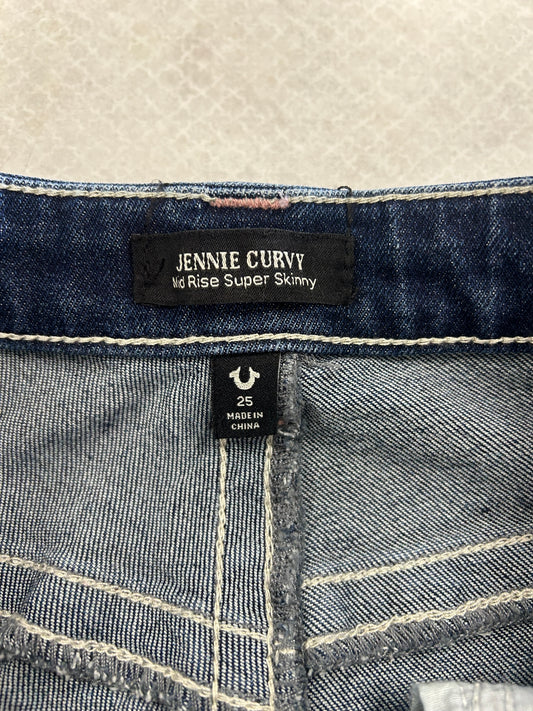 JENNIE CURVY
Mid Rise Super Skinny
25
MADE IN
CHINA